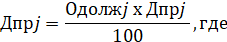 Дпрj = Одолжj х Дпрj / 100 , где